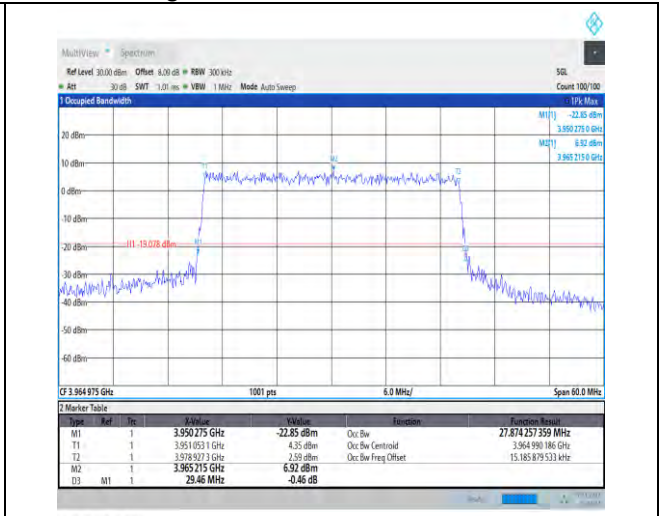 MultiView Spectrum
Ref Level 30.00 dBm Offset 8.09 dB RBW 300 kHz SGL
Att 30 dB SWT 1.01 ms VBW 1 MHz Mode Auto Sweep Count 100/100
1 Occupied Bandwidth 1Pk Max
M1[1] -22.85 dBm
3.950 275 0 GHz
M2[1] 6.92 dBm
3.965 215 0 GHz
20 dBm
10 dBm
0 dBm
-10 dBm
-20 dBm
-30 dBm
-40 dBm
-50 dBm
-60 dBm
H1 -19.078 dBm
T1
M2
T2
M1
CF 3.964 975 GHz 1001 pts 6.0 MHz/ Span 60.0 MHz
2 Marker Table
Type Ref Trc X-Value Y-Value Function Function Result
M1 1 3.950 275 GHz -22.85 dBm Occ Bw 27.874 257 359 MHz
T1 1 3.951 053 1 GHz 4.35 dBm Occ Bw Centroid 3.964 990 186 GHz
T2 1 3.978 927 3 GHz 2.59 dBm Occ Bw Freq Offset 15.185 879 533 kHz
M2 1 3.965 215 GHz 6.92 dBm
D3 M1 1 29.46 MHz -0.46 dB